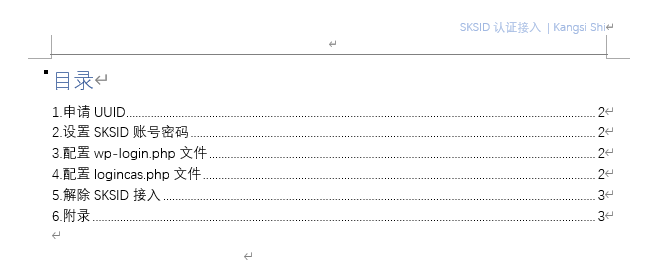 SKSID 认证接入 | Kangsi Shi
目录
1.申请 UUID........2
2.设置 SKSID 账号密码........2
3.配置 wp-login.php 文件........2
4.配置 logincas.php 文件........2
5.解除 SKSID 接入........3
6.附录........3